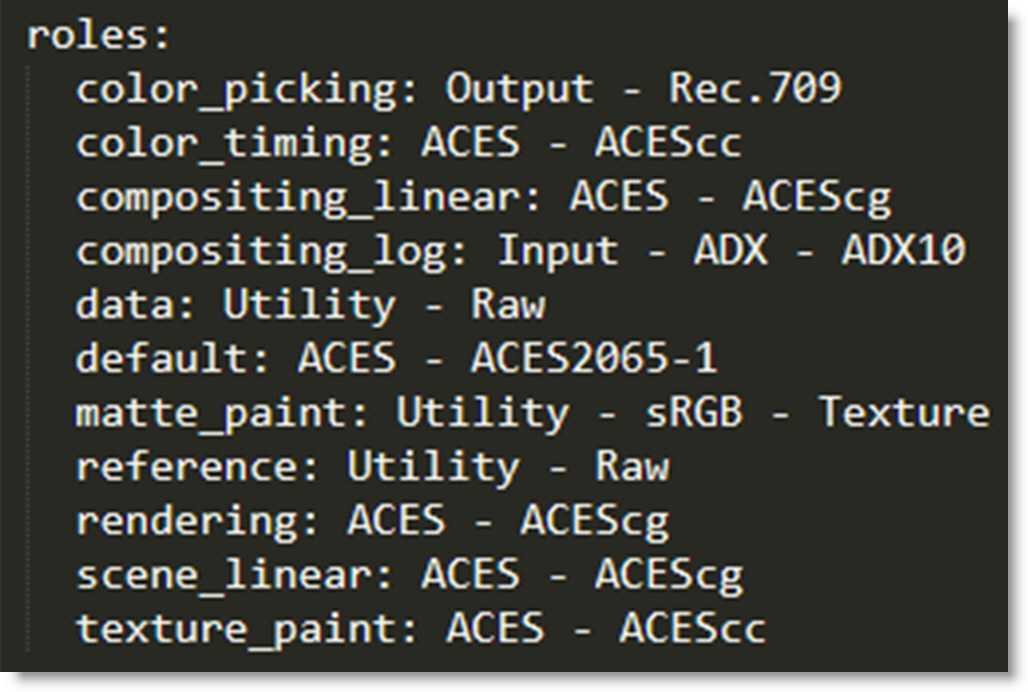 roles:
color_picking: Output - Rec.709
color_timing: ACES - ACEScc
compositing_linear: ACES - ACEScg
compositing_log: Input - ADX - ADX10
data: Utility - Raw
default: ACES - ACES2065-1
matte_paint: Utility - sRGB - Texture
reference: Utility - Raw
rendering: ACES - ACEScg
scene_linear: ACES - ACEScg
texture_paint: ACES - ACEScc